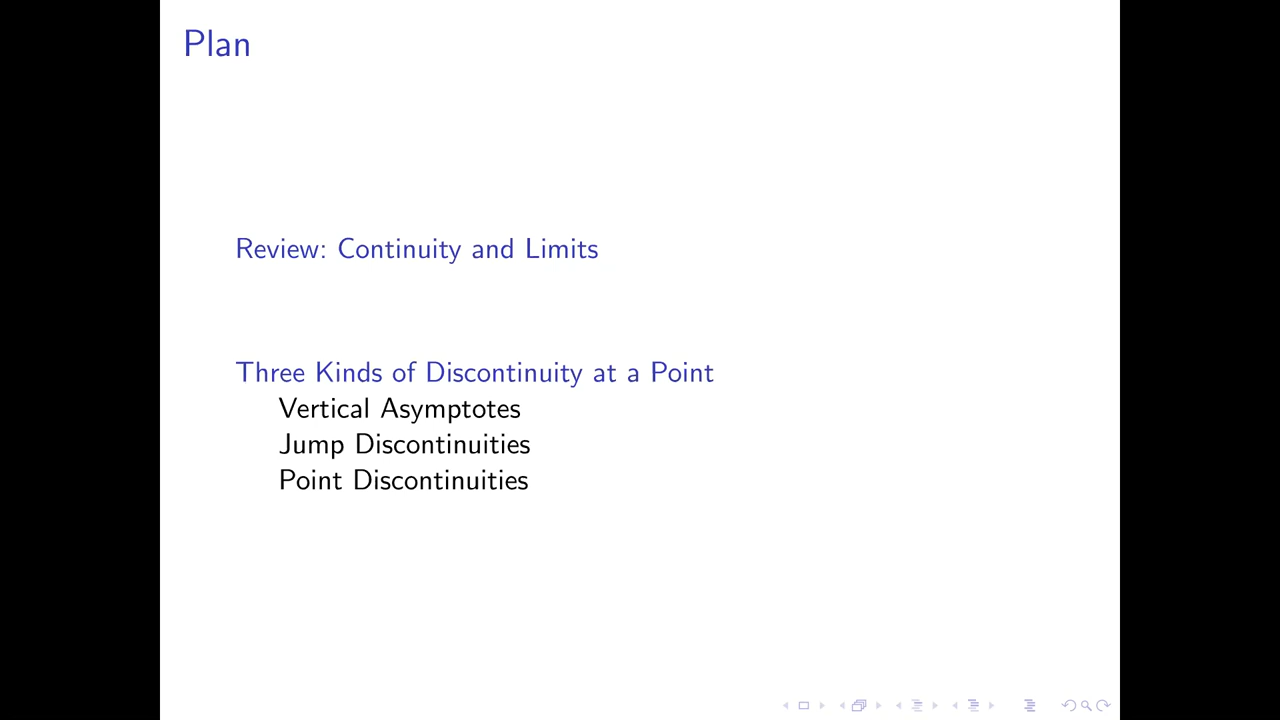 Plan
Review: Continuity and Limits
Three Kinds of Discontinuity at a Point
Vertical Asymptotes
Jump Discontinuities
Point Discontinuities